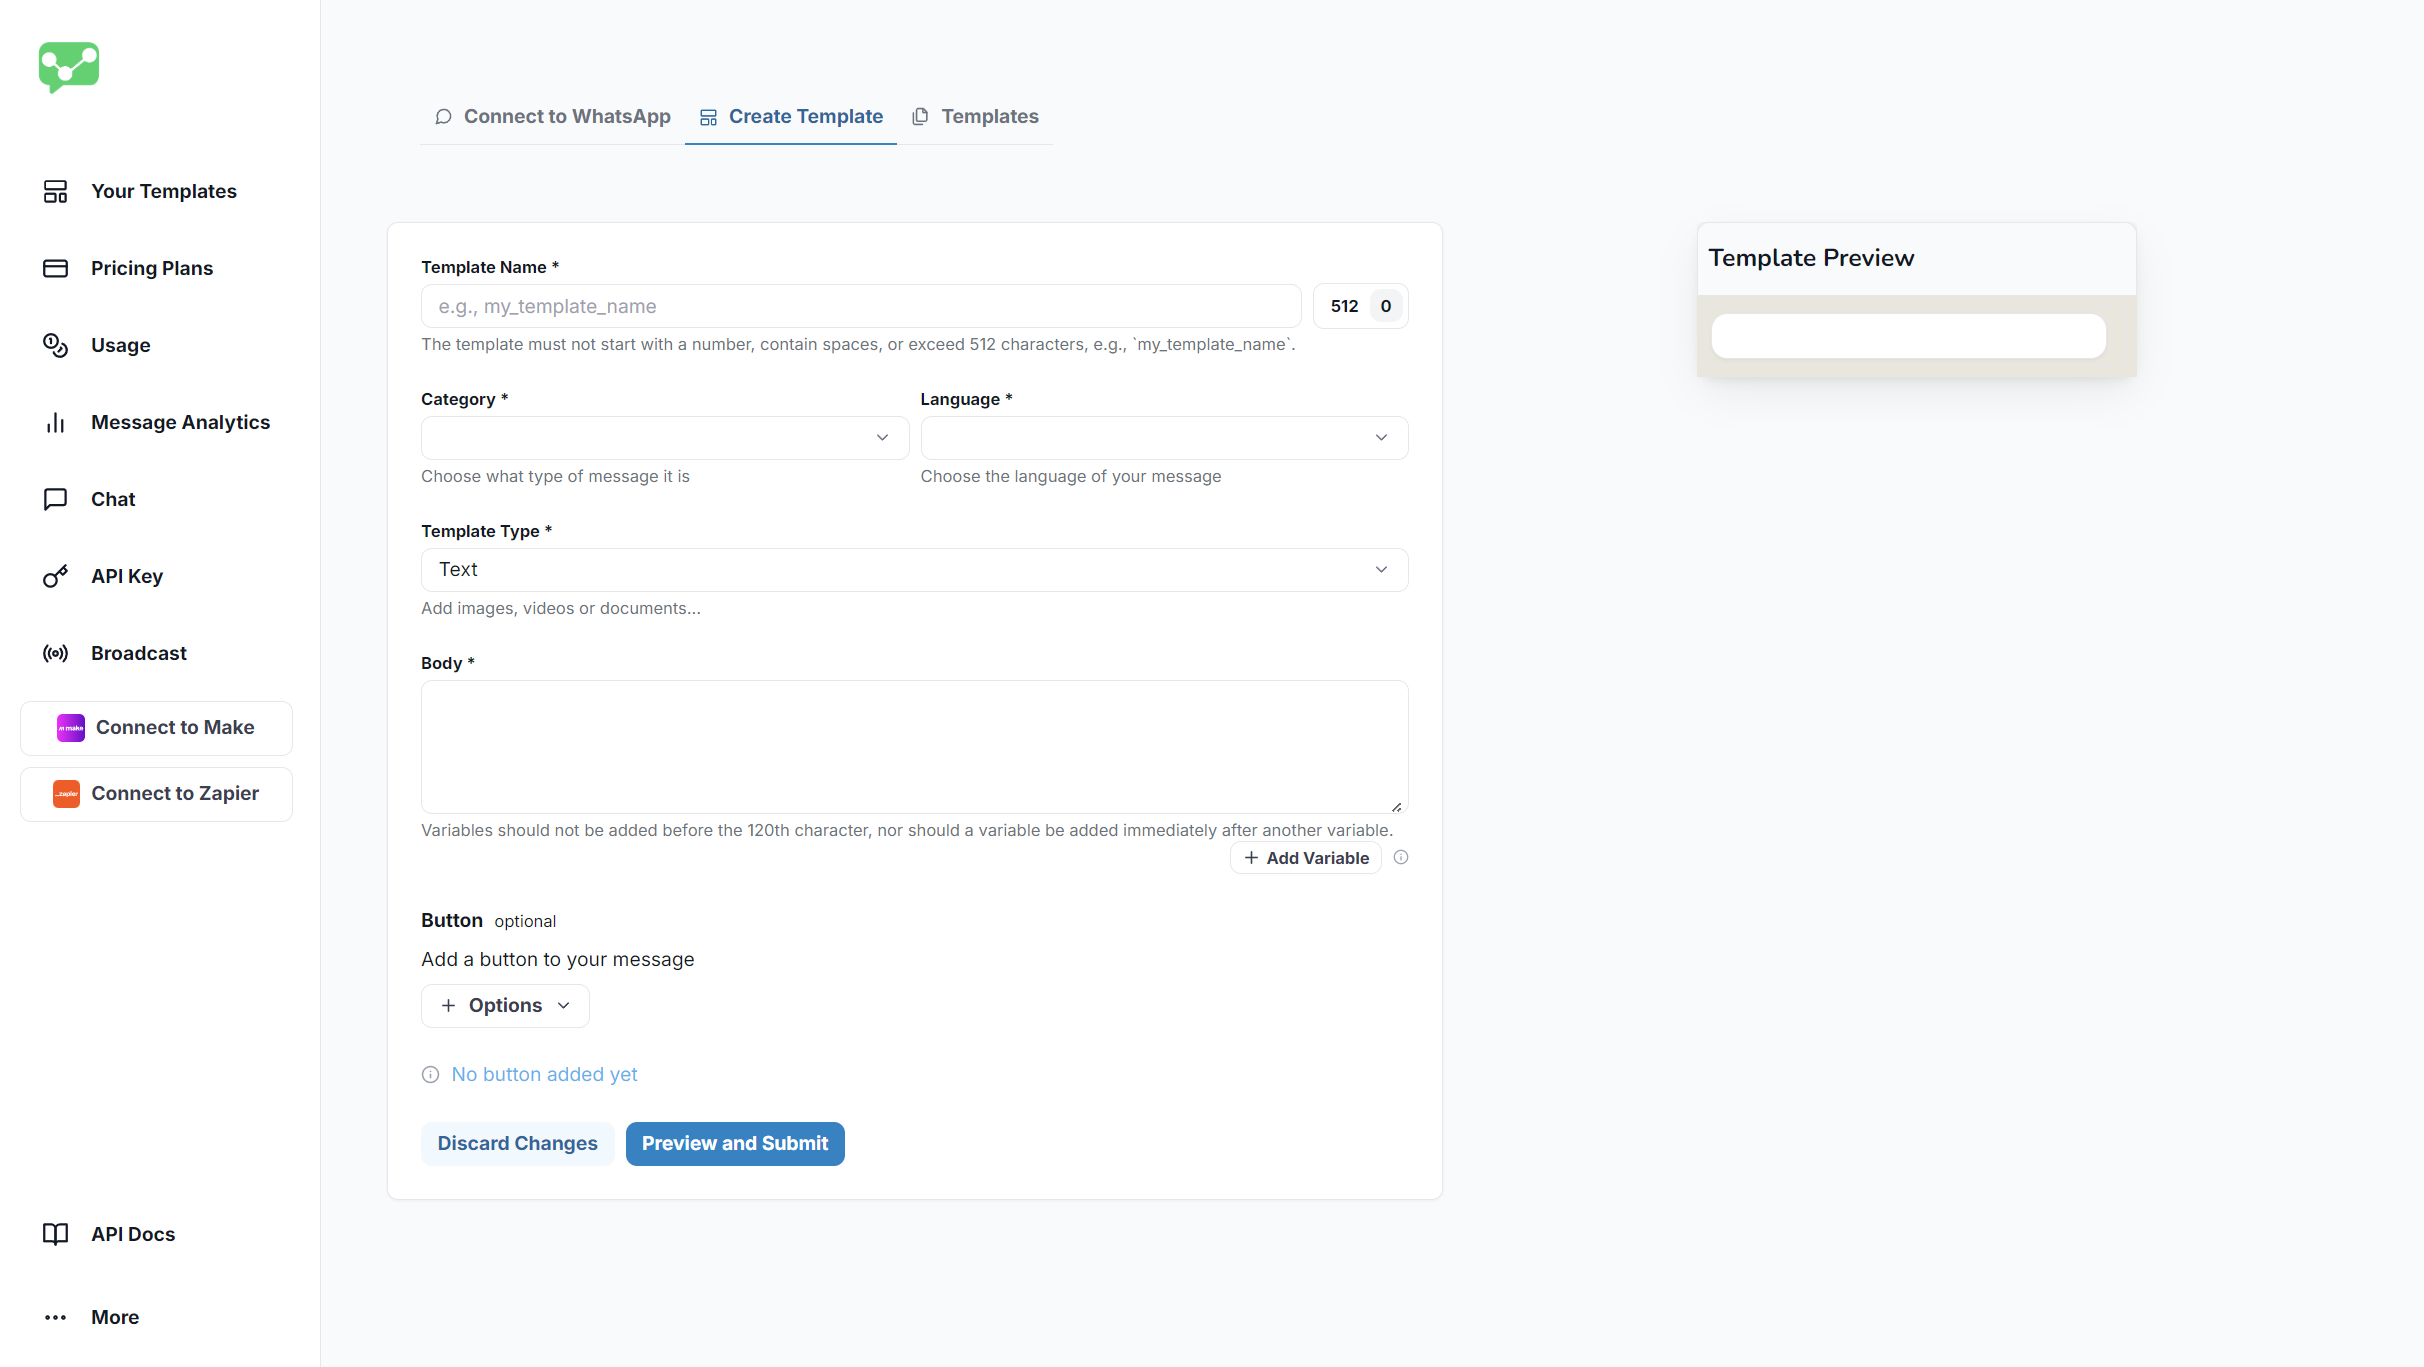 Connect to WhatsApp
Create Template
Templates
Your Templates
Pricing Plans
Usage
Message Analytics
Chat
API Key
Broadcast
make
Connect to Make
zapier
Connect to Zapier
API Docs
More
Template Name *
e.g., my_template_name
512 0
The template must not start with a number, contain spaces, or exceed 512 characters, e.g., `my_template_name`.
Category *
Language *
Choose what type of message it is
Choose the language of your message
Template Type *
Text
Add images, videos or documents...
Body *
Variables should not be added before the 120th character, nor should a variable be added immediately after another variable.
Add Variable
Button optional
Add a button to your message
Options
No button added yet
Discard Changes
Preview and Submit
Template Preview